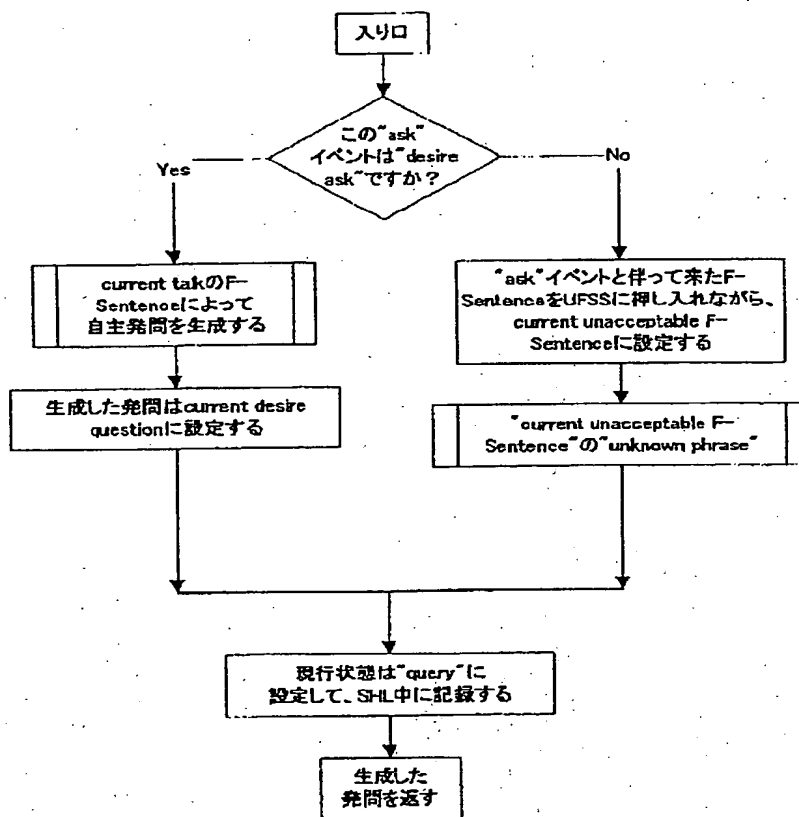 入り口
この"ask"
イベントは"desire
ask"ですか？
Yes
No
current talkのF-
Sentenceによって
自主発問を生成する
"ask"イベントと伴って来たF-
SentenceをUFSSに押し入れながら、
current unacceptable F-
Sentenceに設定する
生成した発問はcurrent desire
questionに設定する
"current unacceptable F-
Sentence"の"unknown phrase"
現行状態は"query"に
設定して、SHL中に記録する
生成した
発問を返す